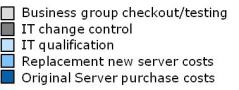 Business group checkout/testing
IT change control
IT qualification
Replacement new server costs
Original Server purchase costs